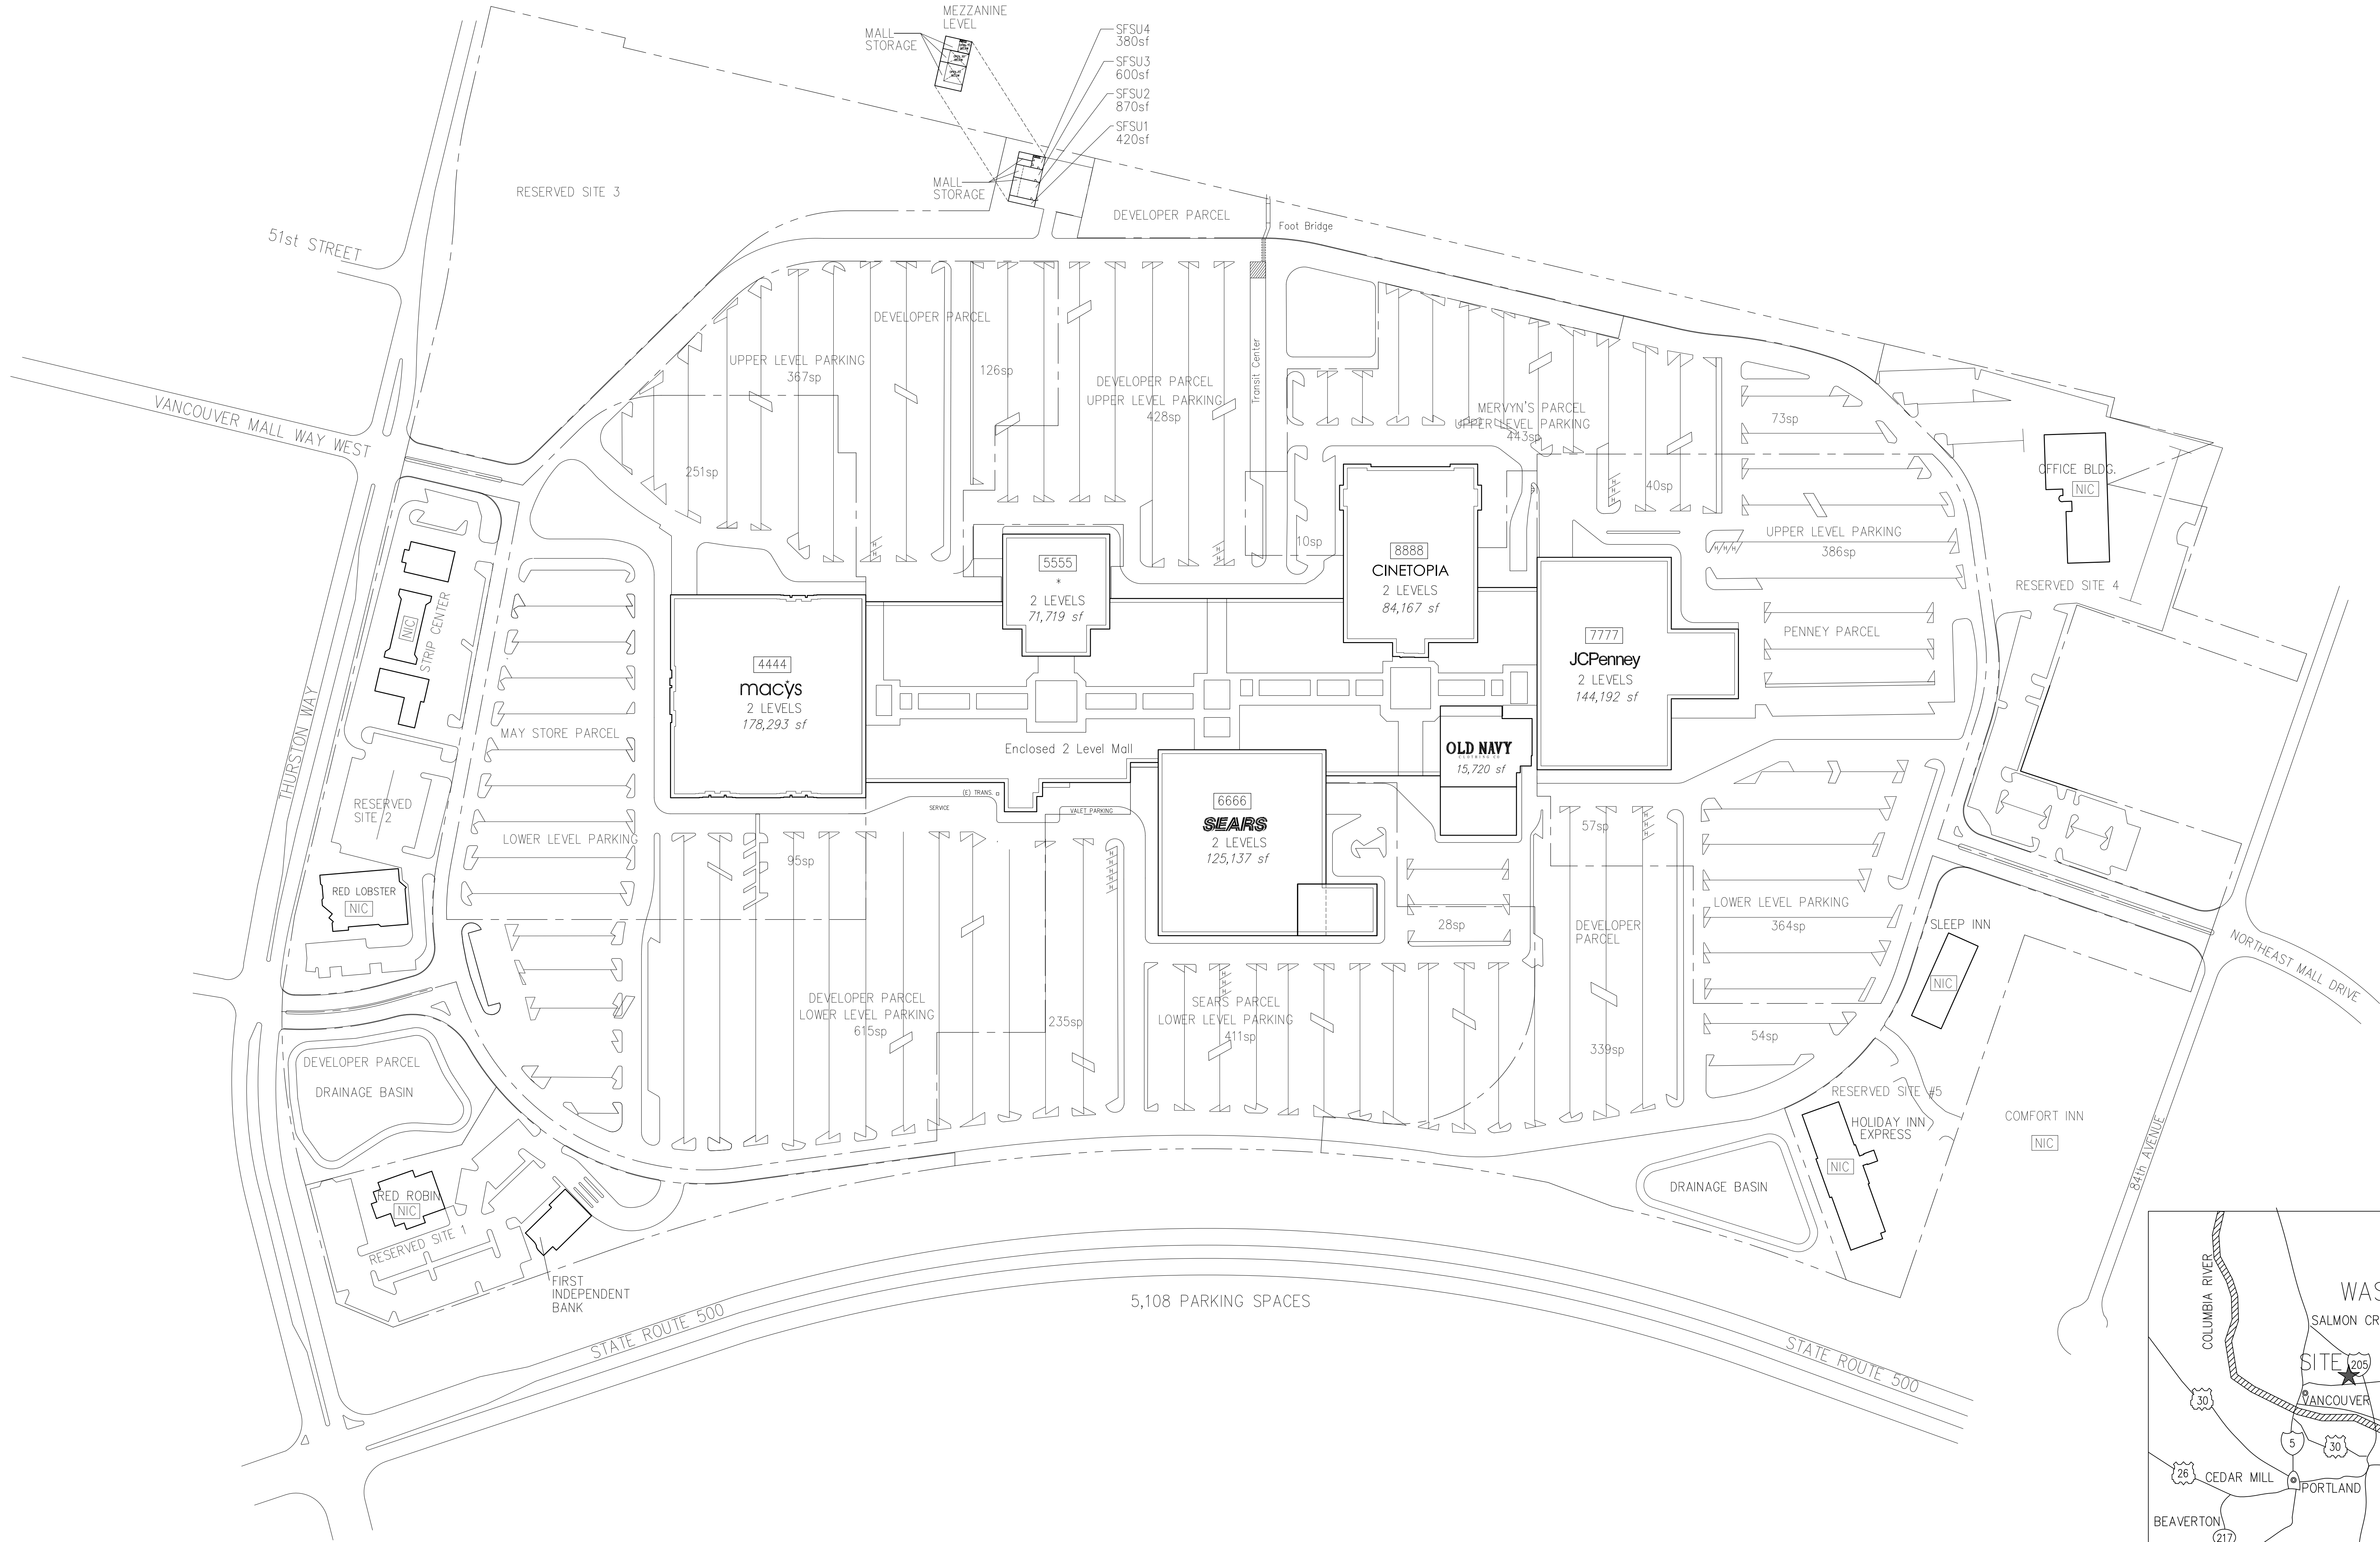 MEZZANINE
LEVEL
MALL
STORAGE
SFSU4
380sf
SFSU3
600sf
SFSU2
870sf
SFSU1
420sf
MALL
STORAGE
RESERVED SITE 3
DEVELOPER PARCEL
Foot Bridge
51st STREET
VANCOUVER MALL WAY WEST
DEVELOPER PARCEL
UPPER LEVEL PARKING
367sp
126sp
DEVELOPER PARCEL
UPPER LEVEL PARKING
428sp
Transit Center
MERVYN'S PARCEL
UPPER LEVEL PARKING
443sp
73sp
251sp
40sp
10sp
OFFICE BLDG.
NIC
UPPER LEVEL PARKING
386sp
RESERVED SITE 4
PENNEY PARCEL
5555
*
2 LEVELS
71,719 sf
8888
CINETOPIA
2 LEVELS
84,167 sf
7777
JCPenney
2 LEVELS
144,192 sf
4444
macys
2 LEVELS
178,293 sf
NIC
STRIP CENTER
THURSTON WAY
MAY STORE PARCEL
Enclosed 2 Level Mall
OLD NAVY
CLOTHING CO
15,720 sf
RESERVED
SITE 2
LOWER LEVEL PARKING
(E) TRANS.
SERVICE
VALET PARKING
6666
SEARS
2 LEVELS
125,137 sf
57sp
95sp
RED LOBSTER
NIC
28sp
DEVELOPER
PARCEL
LOWER LEVEL PARKING
364sp
SLEEP INN
NIC
NORTHEAST MALL DRIVE
DEVELOPER PARCEL
LOWER LEVEL PARKING
615sp
235sp
SEARS PARCEL
LOWER LEVEL PARKING
411sp
339sp
54sp
DEVELOPER PARCEL
DRAINAGE BASIN
RESERVED SITE #5
HOLIDAY INN
EXPRESS
NIC
COMFORT INN
NIC
84th AVENUE
DRAINAGE BASIN
RED ROBIN
NIC
RESERVED SITE 1
FIRST
INDEPENDENT
BANK
STATE ROUTE 500
5,108 PARKING SPACES
STATE ROUTE 500
COLUMBIA RIVER
WAS
SALMON CR
SITE
205
30
VANCOUVER
5
30
26
CEDAR MILL
PORTLAND
BEAVERTON
217